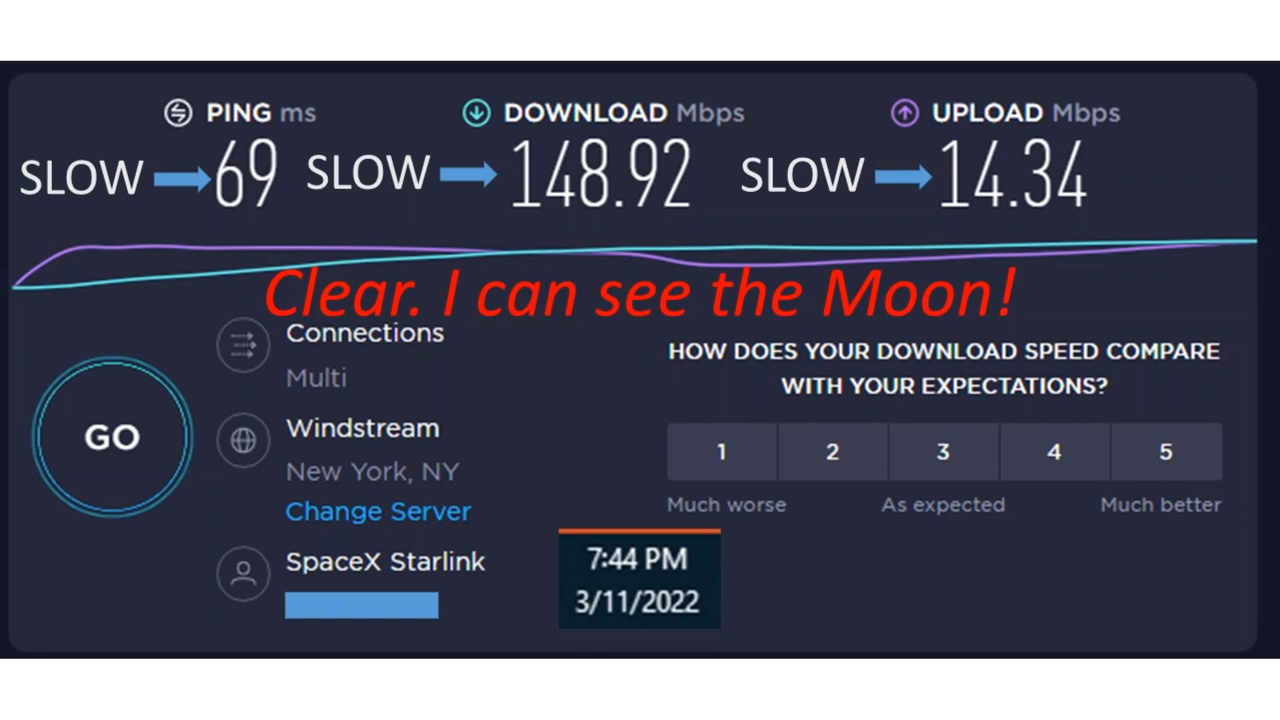 PING ms DOWNLOAD Mbps UPLOAD Mbps
SLOW 69 SLOW 148.92 SLOW 14.34
Clear. I can see the Moon!
Connections
Multi
Windstream
New York, NY
Change Server
SpaceX Starlink
GO
HOW DOES YOUR DOWNLOAD SPEED COMPARE
WITH YOUR EXPECTATIONS?
1 2 3 4 5
Much worse As expected Much better
7:44 PM
3/11/2022